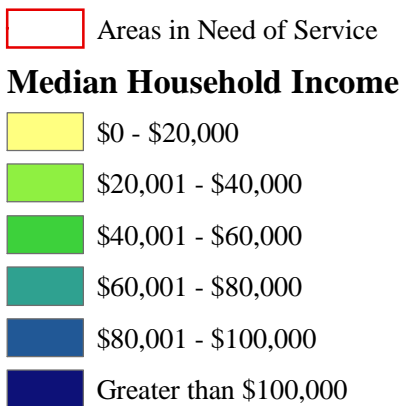 Areas in Need of Service
Median Household Income
$0 - $20,000
$20,001 - $40,000
$40,001 - $60,000
$60,001 - $80,000
$80,001 - $100,000
Greater than $100,000